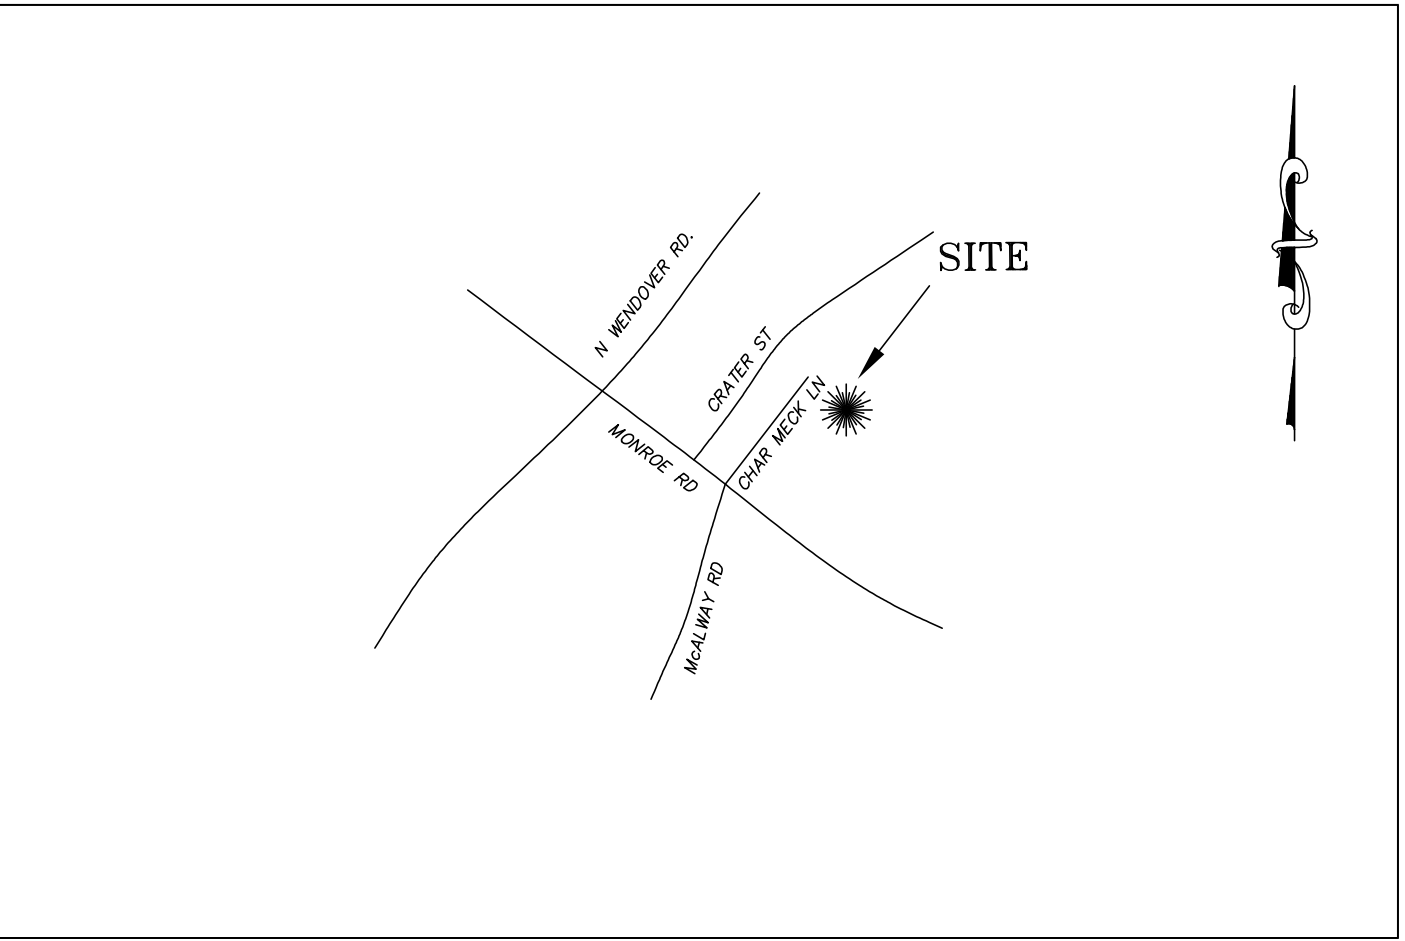 N WENDOVER RD.
SITE
CRATER ST
CHAR MECK LN
MONROE RD
McALWAY RD